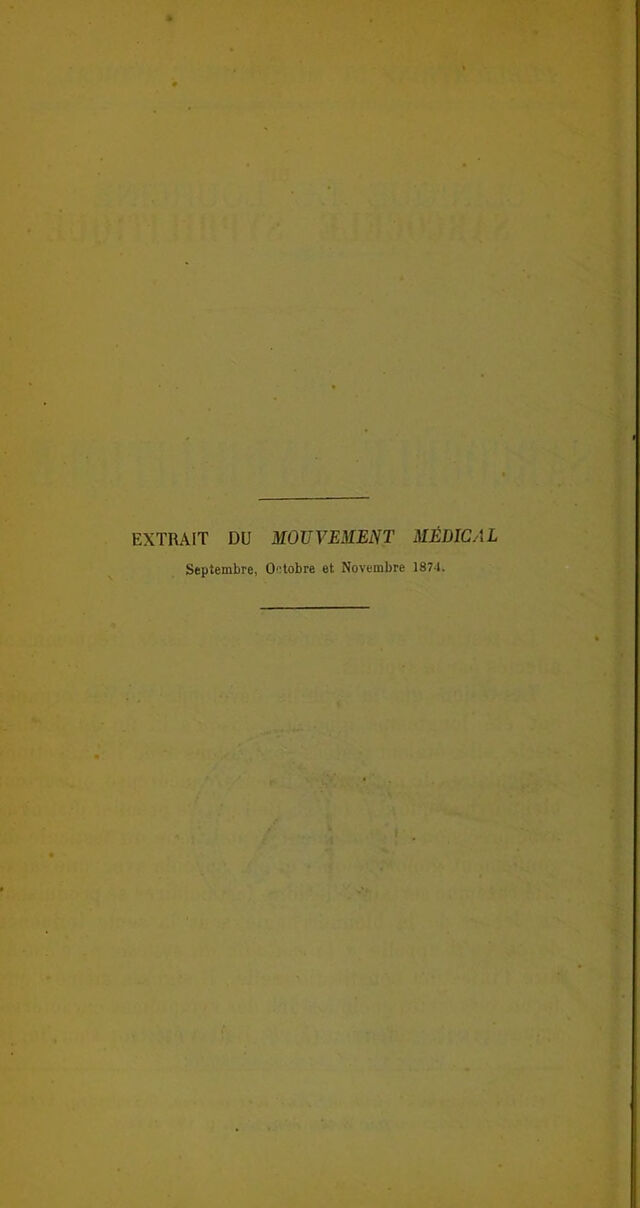 EXTRAIT DU MOUVEMENT MÉDICAL
Septembre, Octobre et Novembre 1874.